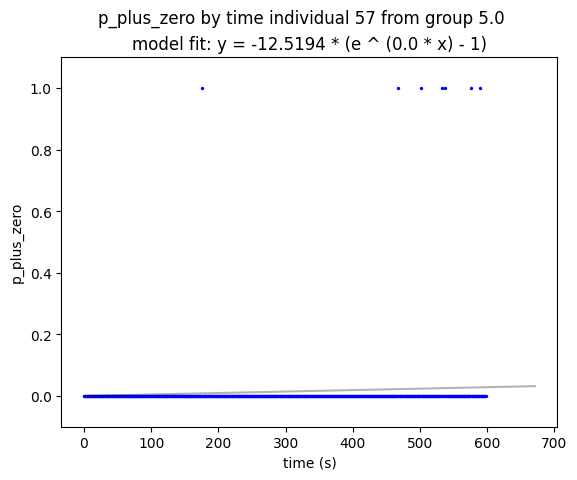 p_plus_zero by time individual 57 from group 5.0
model fit: y = -12.5194 * (e ^ (0.0 * x) - 1)
1.0
0.8
0.6
0.4
0.2
0.0
p_plus_zero
0 100 200 300 400 500 600 700
time (s)